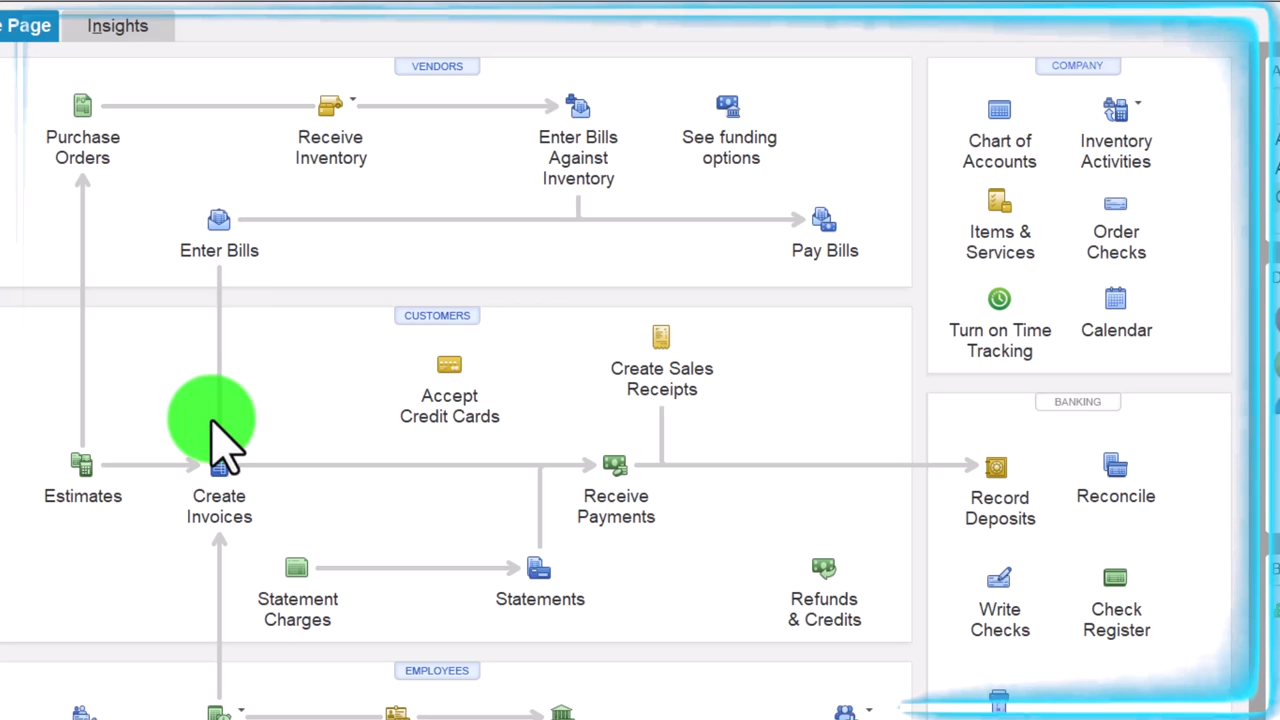 e Page
Insights
VENDORS
Purchase
Orders
Receive
Inventory
Enter Bills
Against
Inventory
See funding
options
Enter Bills
Pay Bills
CUSTOMERS
Accept
Credit Cards
Create Sales
Receipts
Estimates
Create
Invoices
Receive
Payments
Statement
Charges
Statements
Refunds
& Credits
EMPLOYEES
COMPANY
Chart of
Accounts
Inventory
Activities
Items &
Services
Order
Checks
Turn on Time
Tracking
Calendar
BANKING
Record
Deposits
Reconcile
Write
Checks
Check
Register